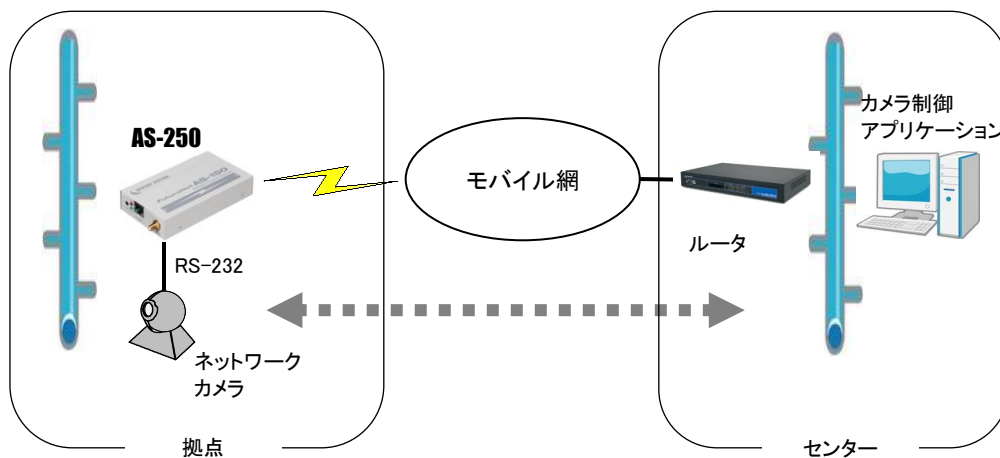 AS-250
RS-232
ネットワーク
カメラ
拠点
モバイル網
ルータ
カメラ制御
アプリケーション
センター